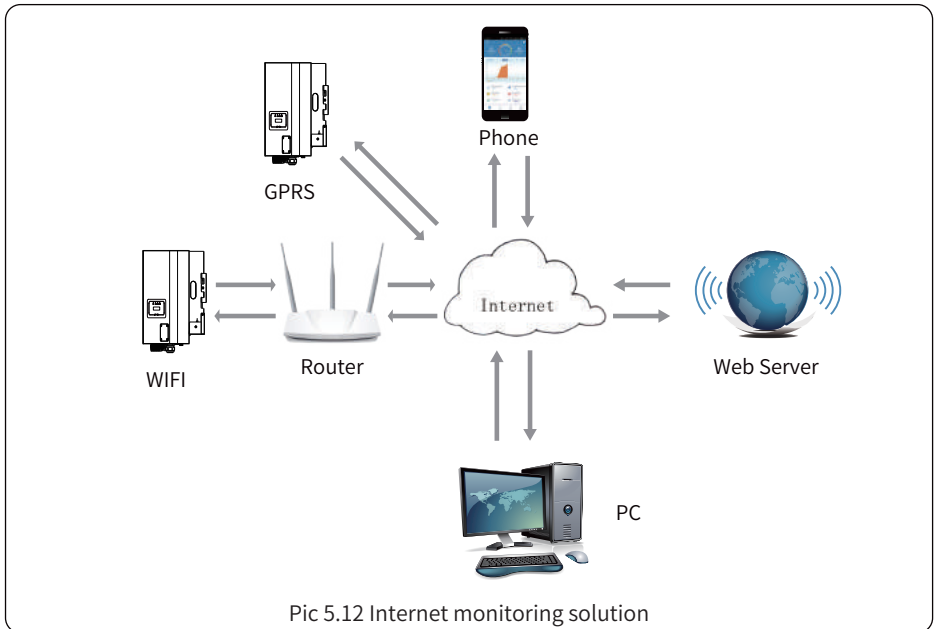 Phone
GPRS
Internet
WIFI
Router
Web Server
PC
Pic 5.12 Internet monitoring solution